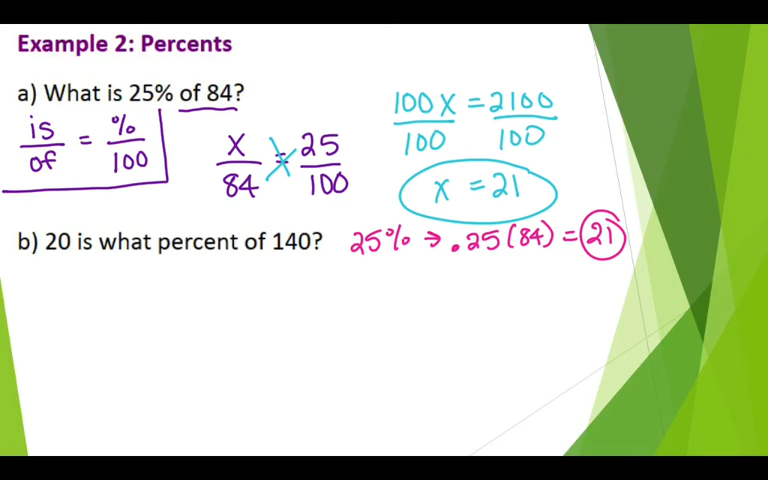 Example 2: Percents
a) What is 25% of 84?
is/of = %/100
x/84 = 25/100
100x/100 = 2100/100
x = 21
b) 20 is what percent of 140?
25% → .25(84) = 21